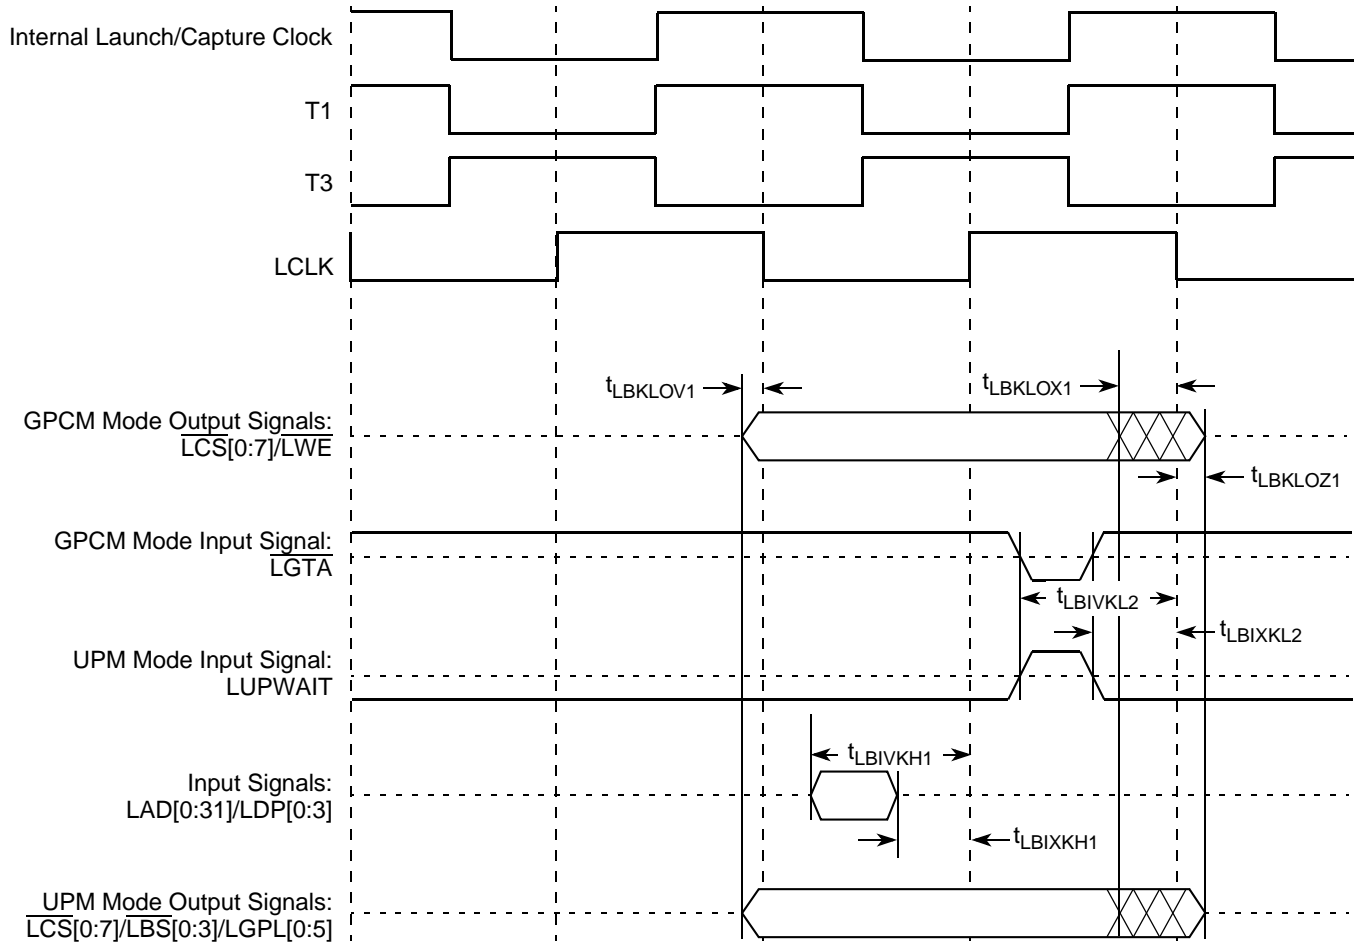 Internal Launch/Capture Clock
T1
T3
LCLK
tLBKLOV1
tLBKLOX1
GPCM Mode Output Signals:
LCS[0:7]/LWE
tLBKLOZ1
GPCM Mode Input Signal:
LGTA
tLBIVKL2
tLBIXKL2
UPM Mode Input Signal:
LUPWAIT
tLBIVKH1
Input Signals:
LAD[0:31]/LDP[0:3]
tLBIXKH1
UPM Mode Output Signals:
LCS[0:7]/LBS[0:3]/LGPL[0:5]